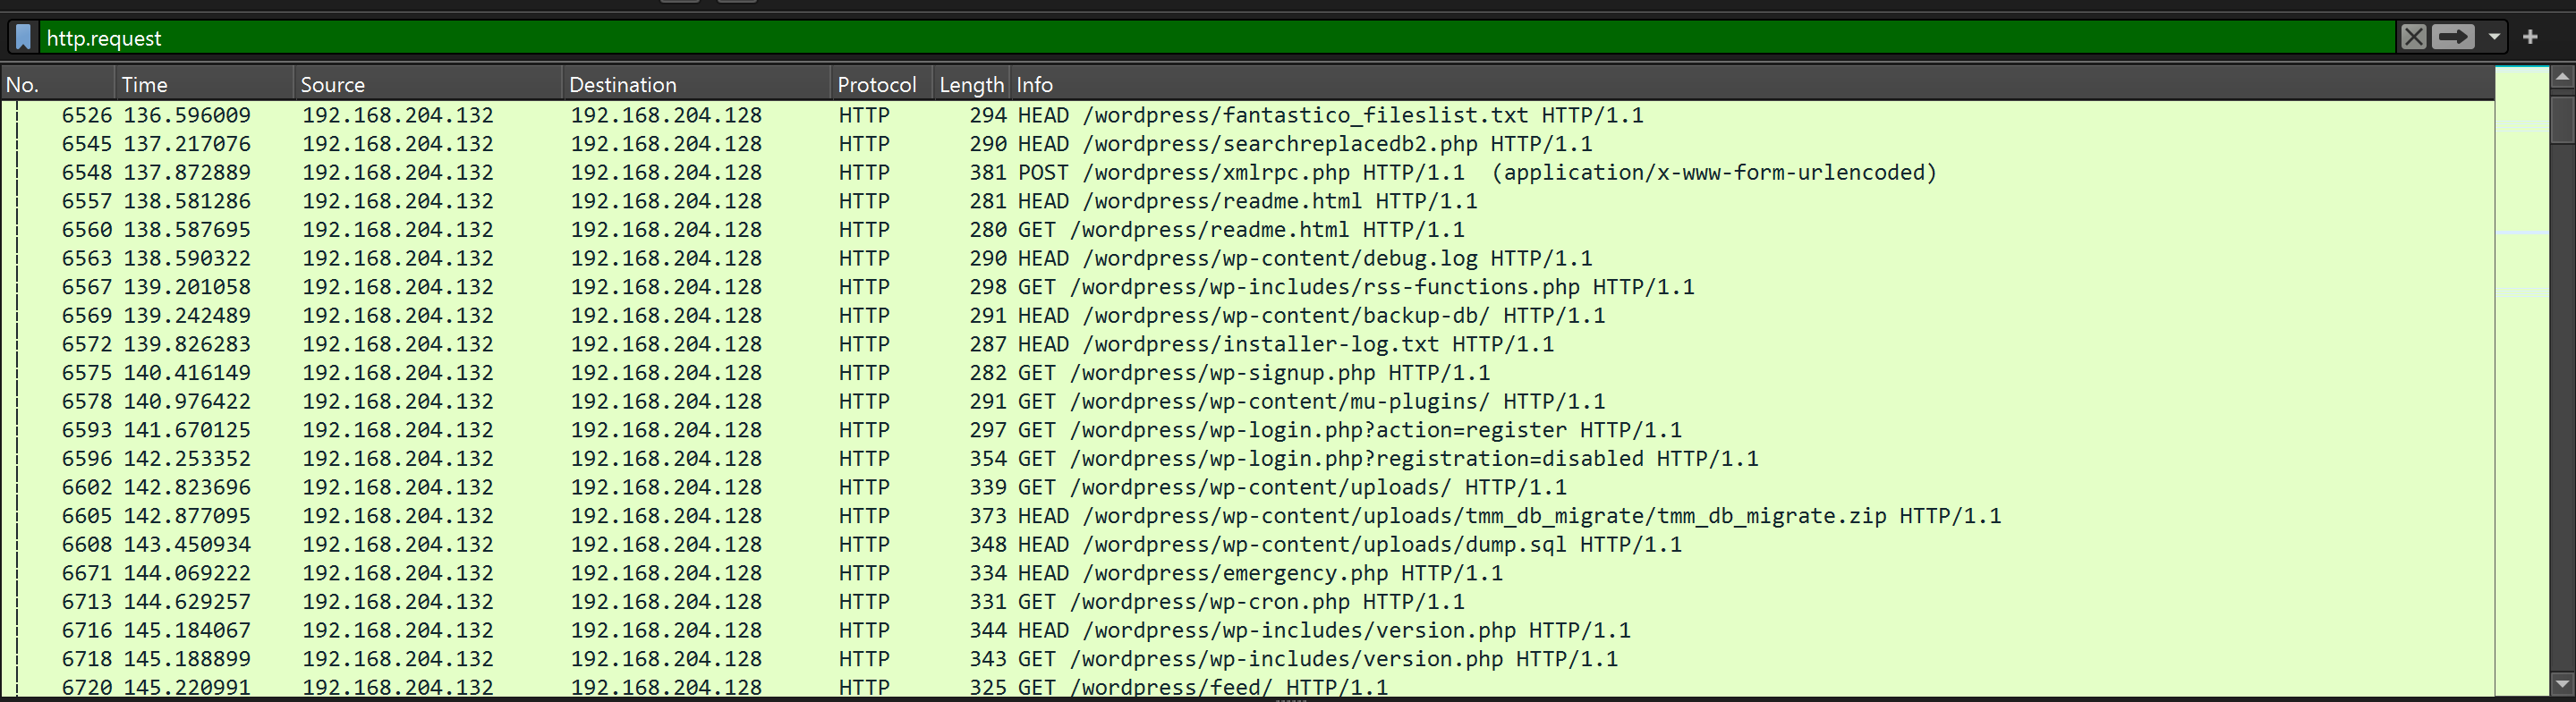 http.request
No. Time Source Destination Protocol Length Info
6526 136.596009 192.168.204.132 192.168.204.128 HTTP 294 HEAD /wordpress/fantastico_fileslist.txt HTTP/1.1
6545 137.217076 192.168.204.132 192.168.204.128 HTTP 290 HEAD /wordpress/searchreplacedb2.php HTTP/1.1
6548 137.872889 192.168.204.132 192.168.204.128 HTTP 381 POST /wordpress/xmlrpc.php HTTP/1.1 (application/x-www-form-urlencoded)
6557 138.581286 192.168.204.132 192.168.204.128 HTTP 281 HEAD /wordpress/readme.html HTTP/1.1
6560 138.587695 192.168.204.132 192.168.204.128 HTTP 280 GET /wordpress/readme.html HTTP/1.1
6563 138.590322 192.168.204.132 192.168.204.128 HTTP 290 HEAD /wordpress/wp-content/debug.log HTTP/1.1
6567 139.201058 192.168.204.132 192.168.204.128 HTTP 298 GET /wordpress/wp-includes/rss-functions.php HTTP/1.1
6569 139.242489 192.168.204.132 192.168.204.128 HTTP 291 HEAD /wordpress/wp-content/backup-db/ HTTP/1.1
6572 139.826283 192.168.204.132 192.168.204.128 HTTP 287 HEAD /wordpress/installer-log.txt HTTP/1.1
6575 140.416149 192.168.204.132 192.168.204.128 HTTP 282 GET /wordpress/wp-signup.php HTTP/1.1
6578 140.976422 192.168.204.132 192.168.204.128 HTTP 291 GET /wordpress/wp-content/mu-plugins/ HTTP/1.1
6593 141.670125 192.168.204.132 192.168.204.128 HTTP 297 GET /wordpress/wp-login.php?action=register HTTP/1.1
6596 142.253352 192.168.204.132 192.168.204.128 HTTP 354 GET /wordpress/wp-login.php?registration=disabled HTTP/1.1
6602 142.823696 192.168.204.132 192.168.204.128 HTTP 339 GET /wordpress/wp-content/uploads/ HTTP/1.1
6605 142.877095 192.168.204.132 192.168.204.128 HTTP 373 HEAD /wordpress/wp-content/uploads/tmm_db_migrate/tmm_db_migrate.zip HTTP/1.1
6608 143.450934 192.168.204.132 192.168.204.128 HTTP 348 HEAD /wordpress/wp-content/uploads/dump.sql HTTP/1.1
6671 144.069222 192.168.204.132 192.168.204.128 HTTP 334 HEAD /wordpress/emergency.php HTTP/1.1
6713 144.629257 192.168.204.132 192.168.204.128 HTTP 331 GET /wordpress/wp-cron.php HTTP/1.1
6716 145.184067 192.168.204.132 192.168.204.128 HTTP 344 HEAD /wordpress/wp-includes/version.php HTTP/1.1
6718 145.188899 192.168.204.132 192.168.204.128 HTTP 343 GET /wordpress/wp-includes/version.php HTTP/1.1
6720 145.220991 192.168.204.132 192.168.204.128 HTTP 325 GET /wordpress/feed/ HTTP/1.1